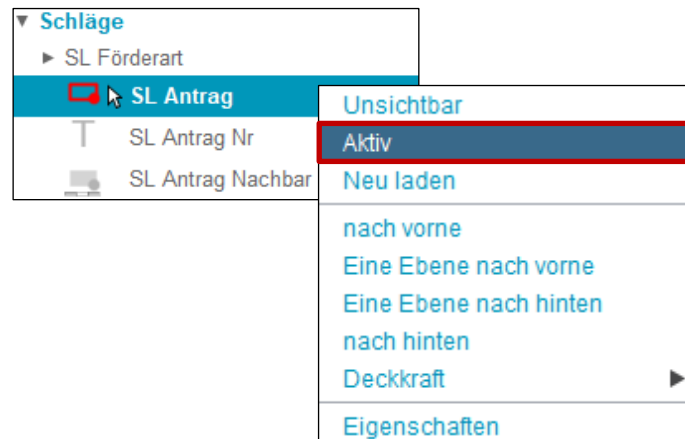 Schläge
SL Förderart
SL Antrag
SL Antrag Nr
SL Antrag Nachbar
Unsichtbar
Aktiv
Neu laden
nach vorne
Eine Ebene nach vorne
Eine Ebene nach hinten
nach hinten
Deckkraft
Eigenschaften